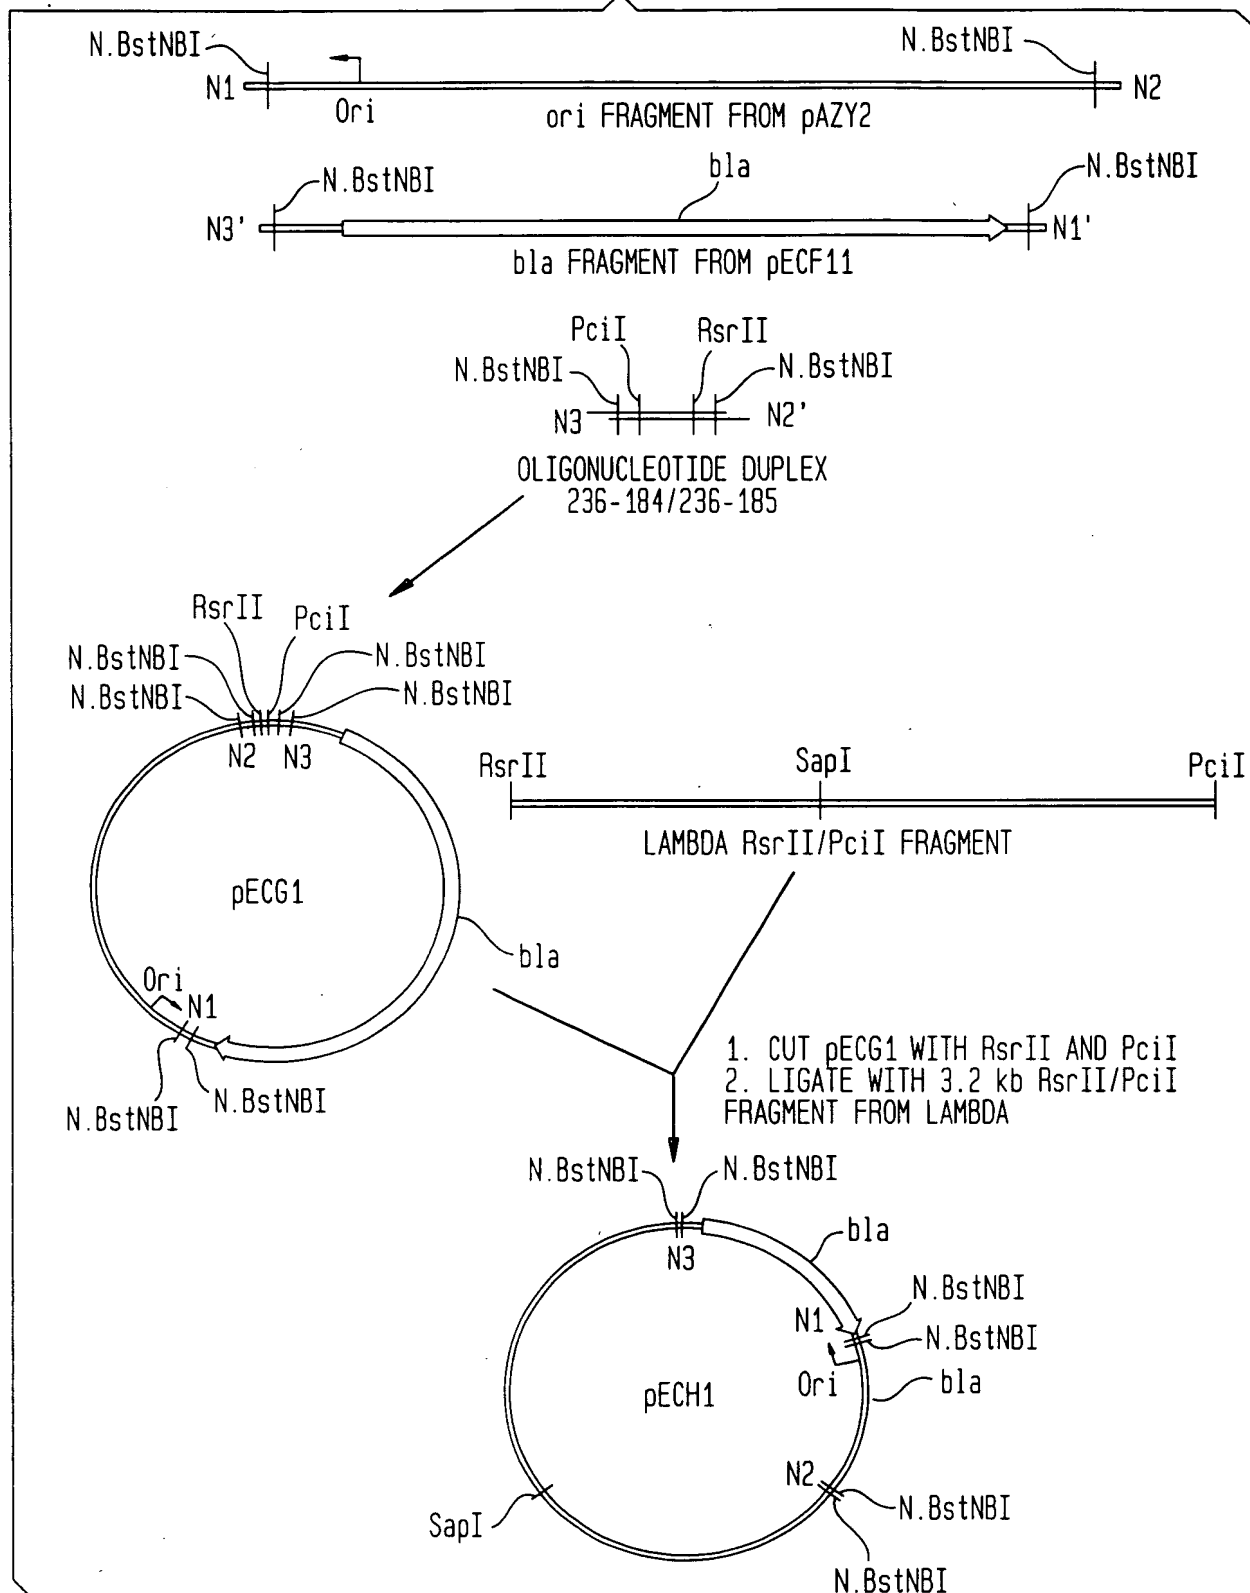 N.BstNBI
N.BstNBI
N1
N2
Ori
ori FRAGMENT FROM pAZY2
bla
N.BstNBI
N.BstNBI
N3'
N1'
bla FRAGMENT FROM pECF11
PciI
RsrII
N.BstNBI
N.BstNBI
N3
N2'
OLIGONUCLEOTIDE DUPLEX
236-184/236-185
RsrII
PciI
N.BstNBI
N.BstNBI
N.BstNBI
N.BstNBI
N2
N3
RsrII
SapI
PciI
LAMBDA RsrII/PciI FRAGMENT
pECG1
bla
Ori
N1
N.BstNBI
N.BstNBI
1. CUT pECG1 WITH RsrII AND PciI
2. LIGATE WITH 3.2 kb RsrII/PciI
FRAGMENT FROM LAMBDA
N.BstNBI
N.BstNBI
bla
N3
N.BstNBI
N1
N.BstNBI
Ori
bla
pECH1
N2
SapI
N.BstNBI
N.BstNBI